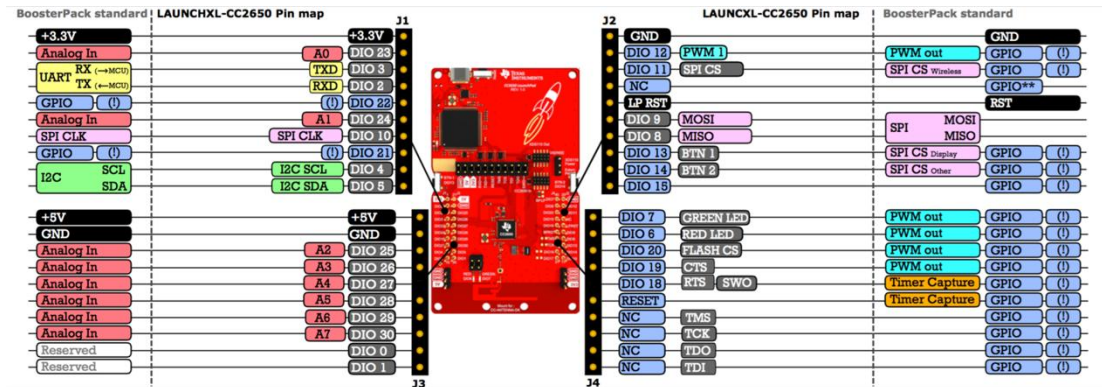 BoosterPack standard LAUNCHXL-CC2650 Pin map J1
+3.3V +3.3V
Analog In A0 DIO 23
UART RX (→MCU) TXD DIO 3
TX (←MCU) RXD DIO 2
GPIO (!) (!) DIO 22
Analog In A1 DIO 24
SPI CLK SPI CLK DIO 10
GPIO (!) (!) DIO 21
I2C SCL I2C SCL DIO 4
SDA I2C SDA DIO 5
+5V +5V
GND GND
Analog In A2 DIO 25
Analog In A3 DIO 26
Analog In A4 DIO 27
Analog In A5 DIO 28
Analog In A6 DIO 29
Analog In A7 DIO 30
Reserved DIO 0
Reserved DIO 1
J3
TEXAS INSTRUMENTS
J2 LAUNCXL-CC2650 Pin map BoosterPack standard
GND GND
DIO 12 PWM 1 PWM out GPIO (!)
DIO 11 SPI CS SPI CS Wireless GPIO (!)
NC GPIO**
LP RST RST
DIO 9 MOSI SPI MOSI
DIO 8 MISO MISO
DIO 13 BTN 1 SPI CS Display GPIO (!)
DIO 14 BTN 2 SPI CS Other GPIO (!)
DIO 15 GPIO (!)
DIO 7 GREEN LED PWM out GPIO (!)
DIO 6 RED LED PWM out GPIO (!)
DIO 20 FLASH CS PWM out GPIO (!)
DIO 19 CTS PWM out GPIO (!)
DIO 18 RTS SWO Timer Capture GPIO (!)
RESET Timer Capture GPIO (!)
NC TMS GPIO (!)
NC TCK GPIO (!)
NC TDO GPIO (!)
NC TDI GPIO (!)
J4